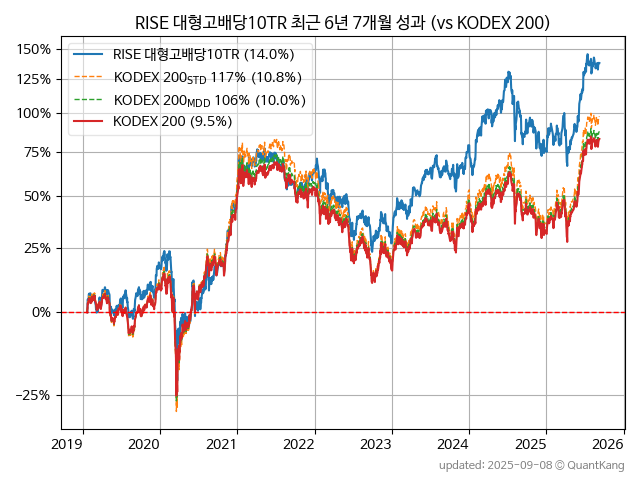 RISE 대형고배당10TR 최근 6년 7개월 성과 (vs KODEX 200)
RISE 대형고배당10TR (14.0%)
KODEX 200STD 117% (10.8%)
KODEX 200MDD 106% (10.0%)
KODEX 200 (9.5%)
150%
125%
100%
75%
50%
25%
0%
−25%
2019 2020 2021 2022 2023 2024 2025 2026
updated: 2025-09-08 © QuantKang